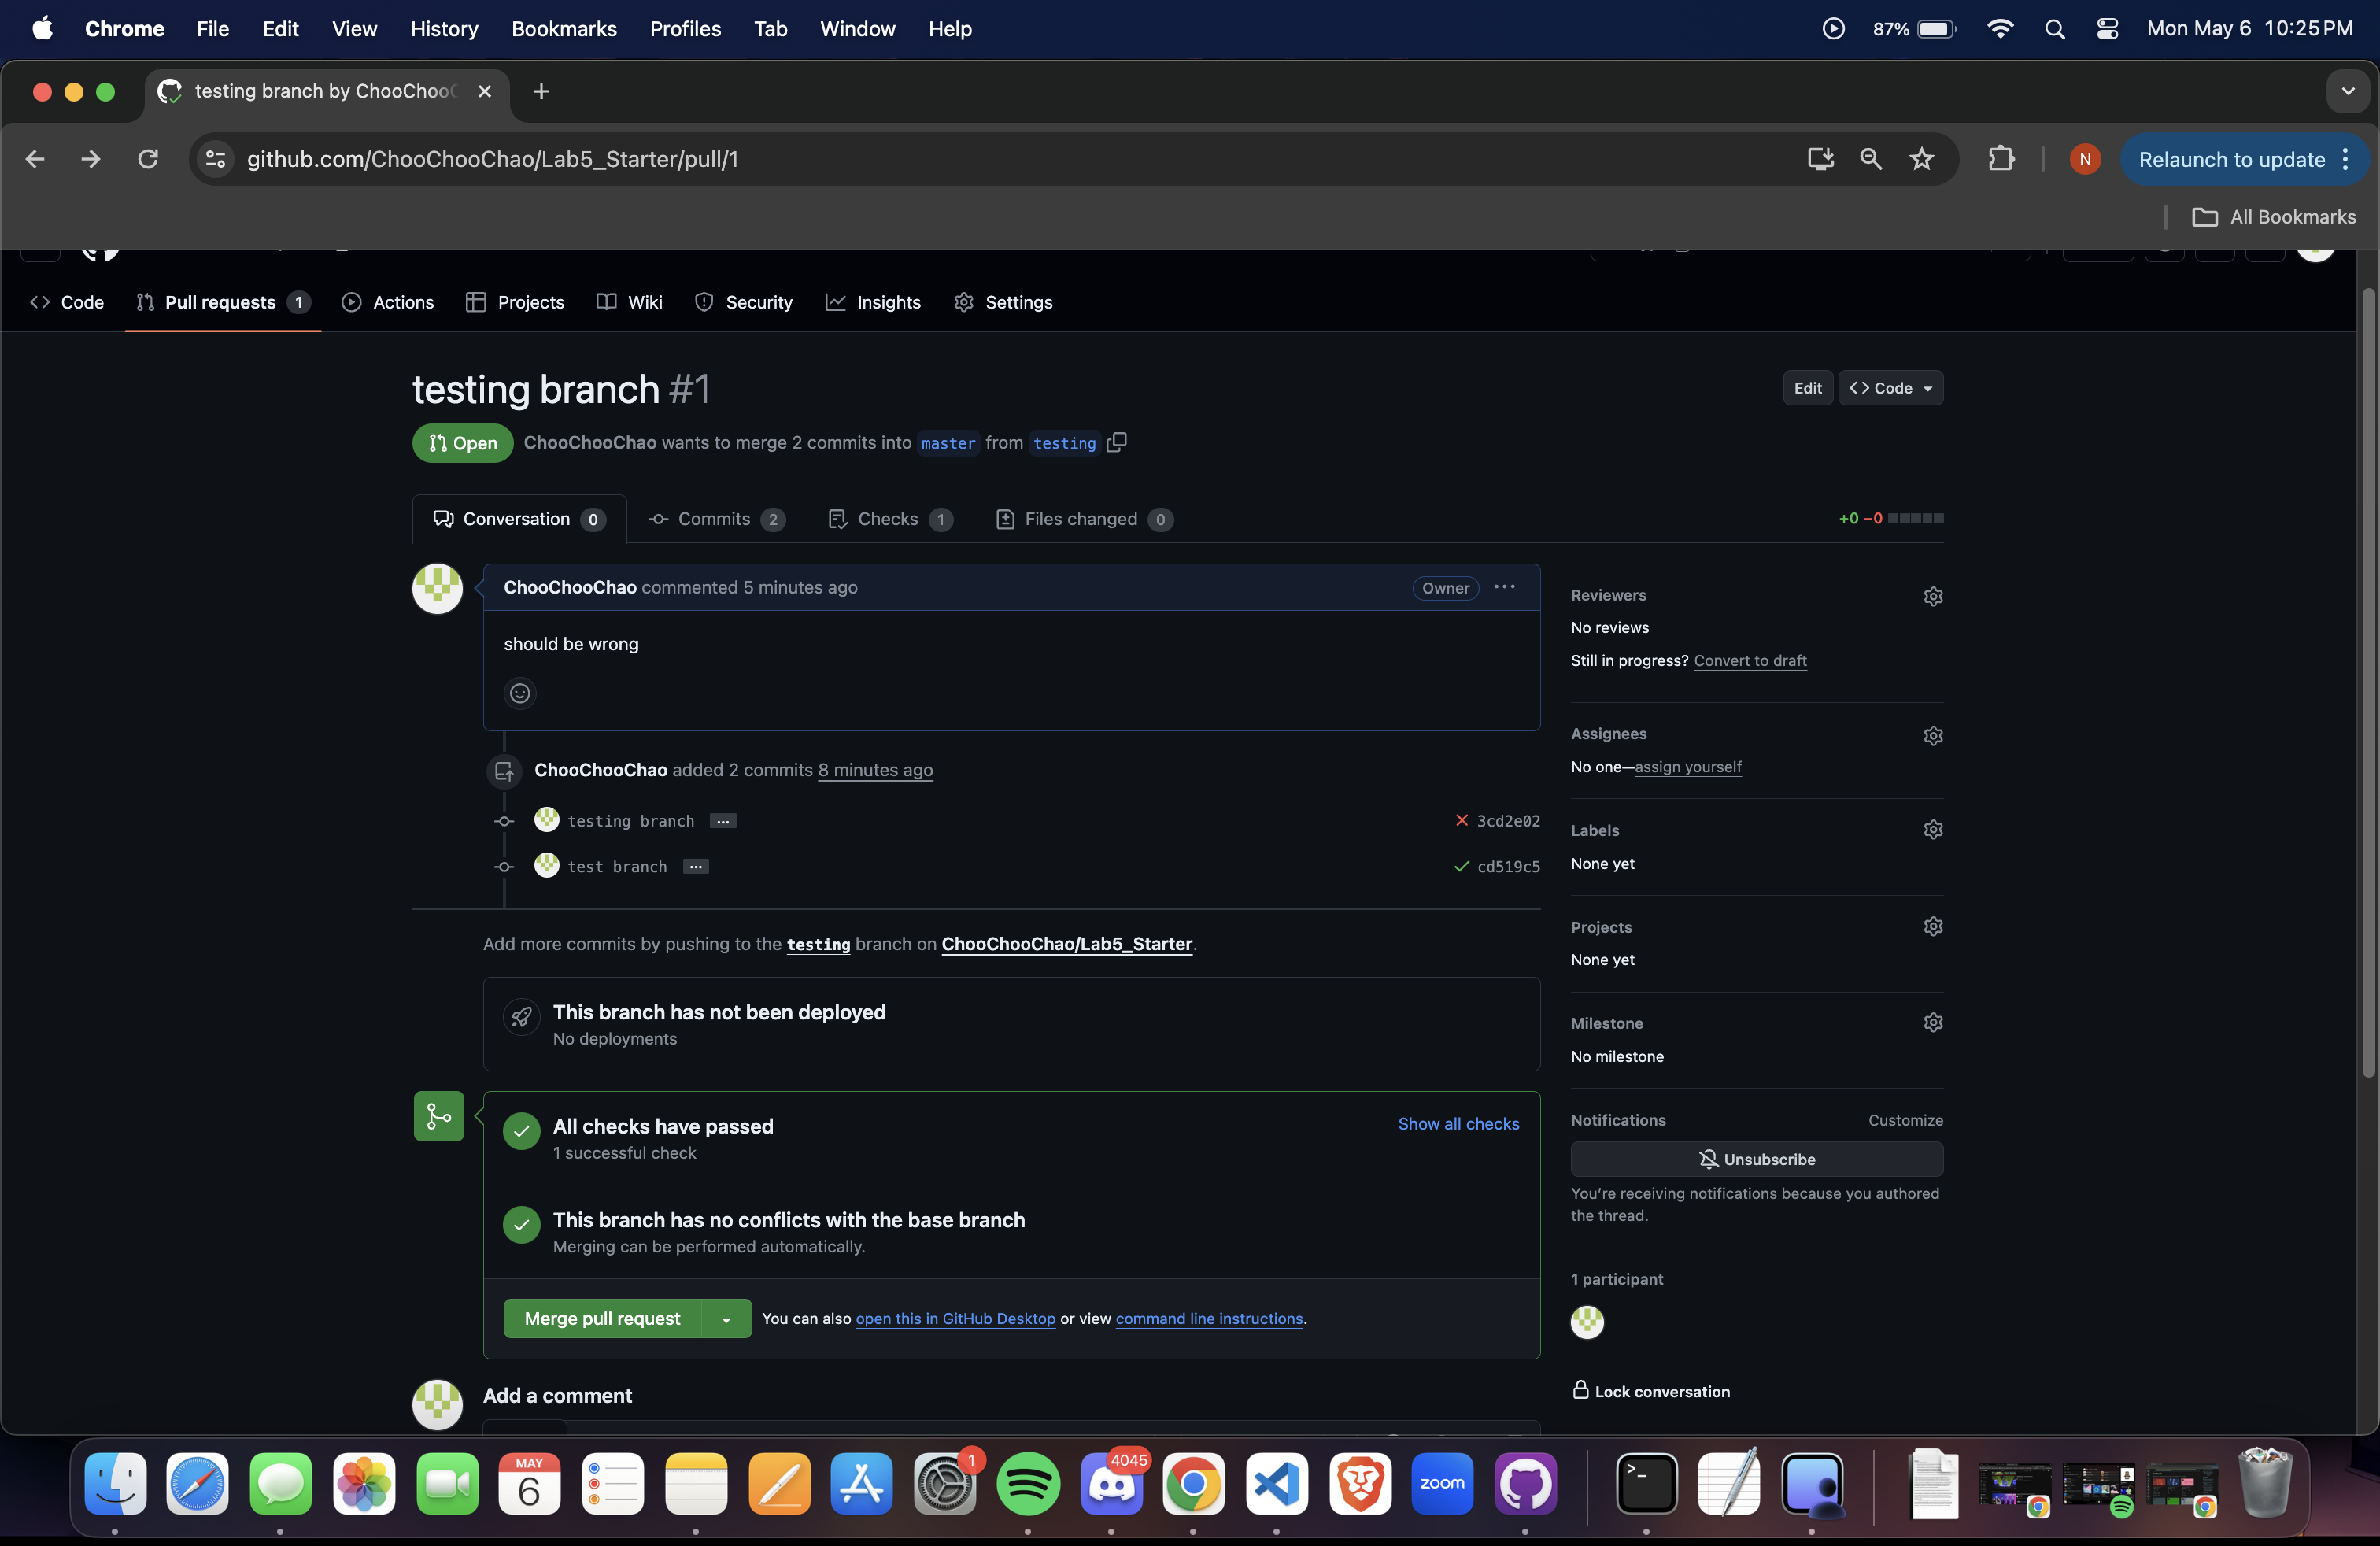 Chrome File Edit View History Bookmarks Profiles Tab Window Help 87% Mon May 6 10:25 PM
testing branch by ChooChoo
github.com/ChooChooChao/Lab5_Starter/pull/1 N Relaunch to update
All Bookmarks
Code Pull requests 1 Actions Projects Wiki Security Insights Settings
testing branch #1
Edit Code
Open ChooChooChao wants to merge 2 commits into master from testing
Conversation 0 Commits 2 Checks 1 Files changed 0 +0 −0
ChooChooChao commented 5 minutes ago Owner
should be wrong
ChooChooChao added 2 commits 8 minutes ago
testing branch 3cd2e02
test branch cd519c5
Add more commits by pushing to the testing branch on ChooChooChao/Lab5_Starter.
This branch has not been deployed
No deployments
All checks have passed
Show all checks
1 successful check
This branch has no conflicts with the base branch
Merging can be performed automatically.
Merge pull request You can also open this in GitHub Desktop or view command line instructions.
Add a comment
Reviewers
No reviews
Still in progress? Convert to draft
Assignees
No one—assign yourself
Labels
None yet
Projects
None yet
Milestone
No milestone
Notifications Customize
Unsubscribe
You're receiving notifications because you authored
the thread.
1 participant
Lock conversation
MAY
6
1
4045
zoom